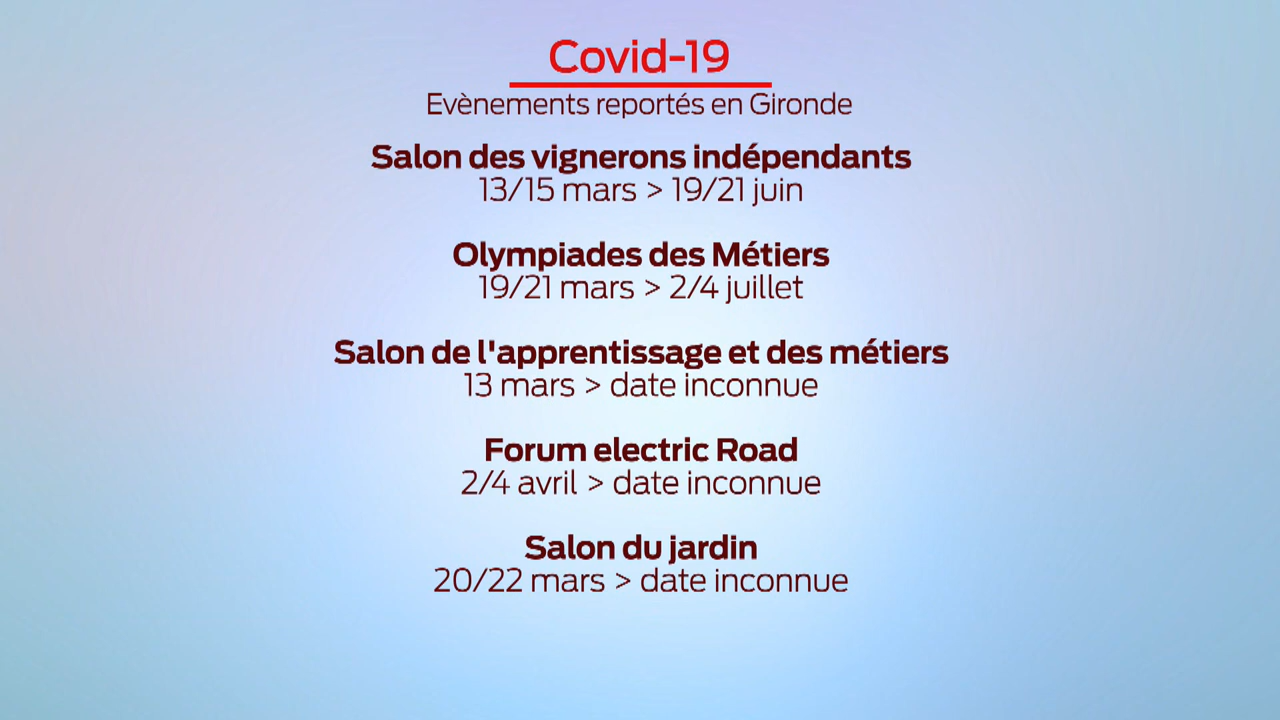 Covid-19
Evènements reportés en Gironde
Salon des vignerons indépendants
13/15 mars > 19/21 juin
Olympiades des Métiers
19/21 mars > 2/4 juillet
Salon de l'apprentissage et des métiers
13 mars > date inconnue
Forum electric Road
2/4 avril > date inconnue
Salon du jardin
20/22 mars > date inconnue